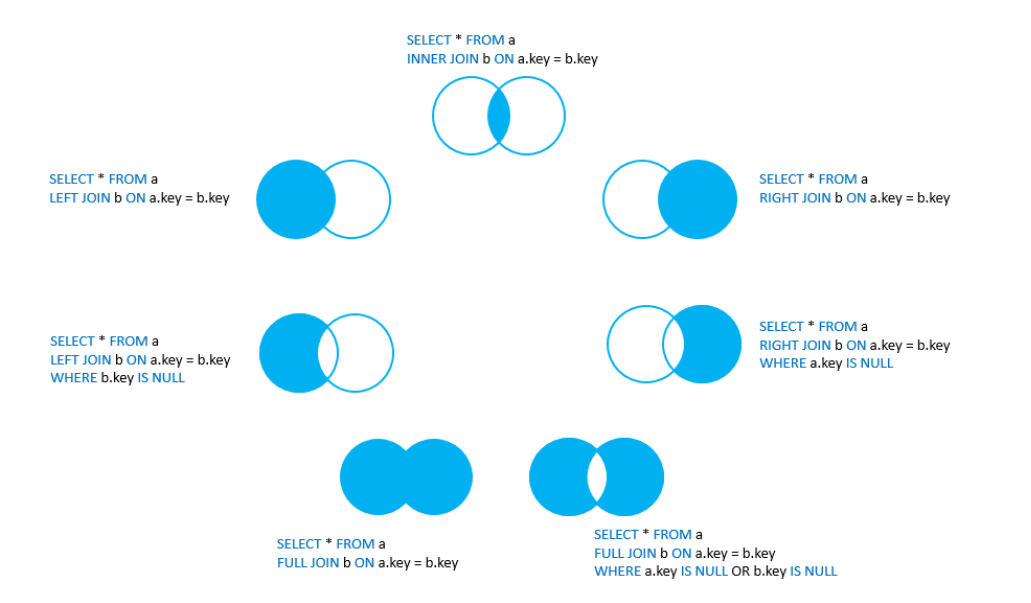 SELECT * FROM a
INNER JOIN b ON a.key = b.key
SELECT * FROM a
LEFT JOIN b ON a.key = b.key
SELECT * FROM a
RIGHT JOIN b ON a.key = b.key
SELECT * FROM a
LEFT JOIN b ON a.key = b.key
WHERE b.key IS NULL
SELECT * FROM a
RIGHT JOIN b ON a.key = b.key
WHERE a.key IS NULL
SELECT * FROM a
FULL JOIN b ON a.key = b.key
SELECT * FROM a
FULL JOIN b ON a.key = b.key
WHERE a.key IS NULL OR b.key IS NULL